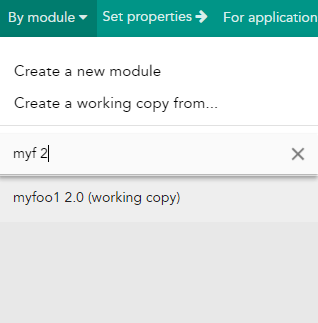 By module Set properties For application
Create a new module
Create a working copy from...
myf 2
myfoo1 2.0 (working copy)